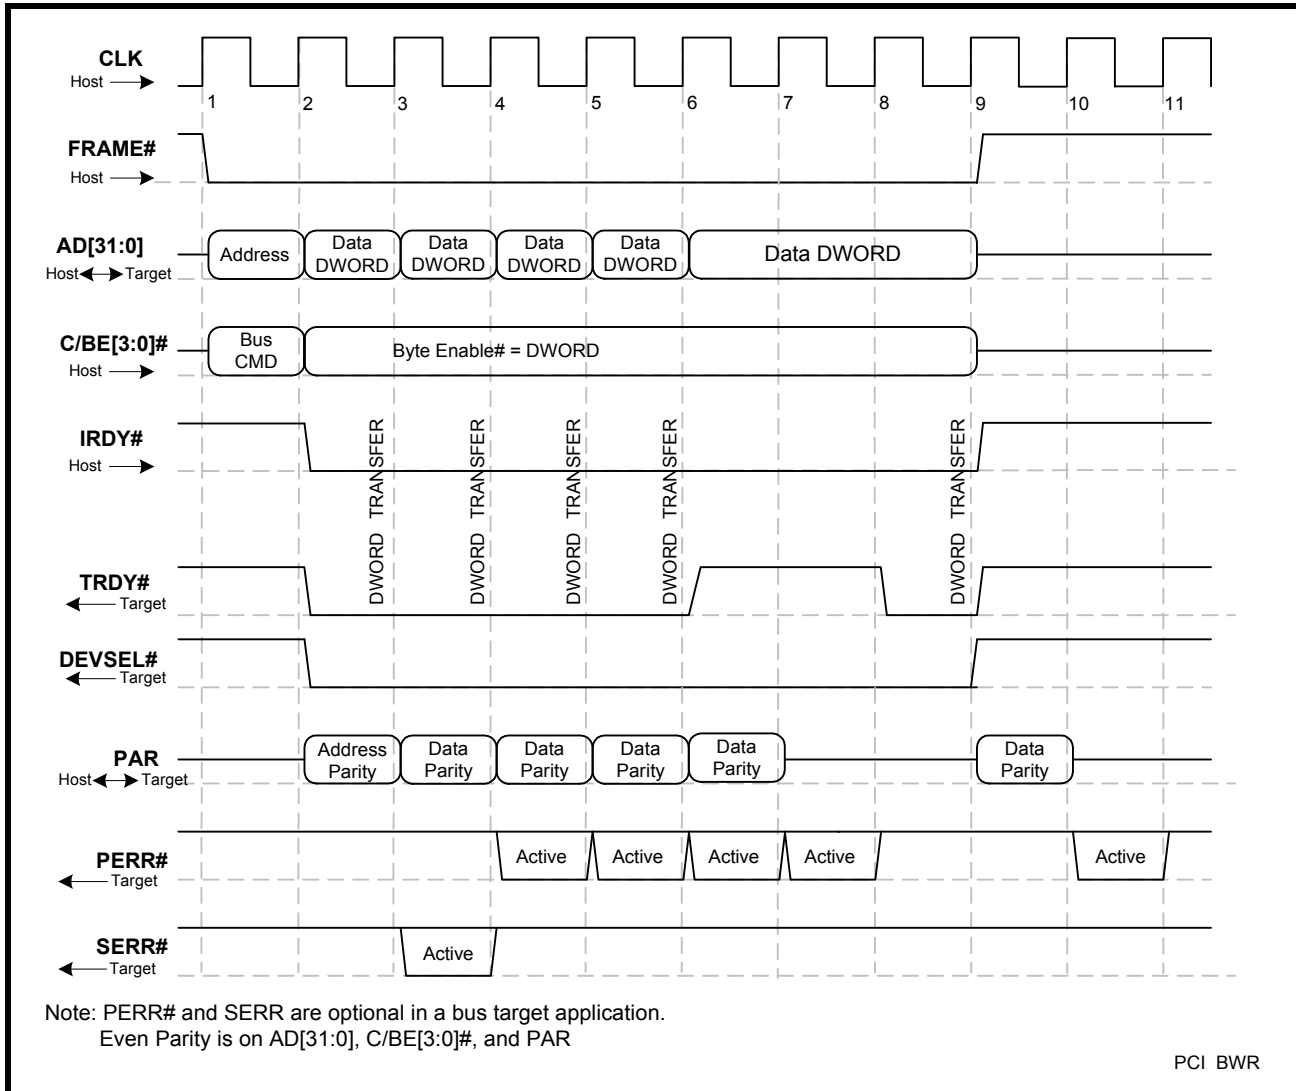 CLK
Host
1 2 3 4 5 6 7 8 9 10 11
FRAME#
Host
AD[31:0]
Host Target
Address
Data
DWORD
Data
DWORD
Data
DWORD
Data
DWORD
Data DWORD
C/BE[3:0]#
Host
Bus
CMD
Byte Enable# = DWORD
IRDY#
Host
DWORD TRANSFER
DWORD TRANSFER
DWORD TRANSFER
DWORD TRANSFER
DWORD TRANSFER
TRDY#
Target
DEVSEL#
Target
PAR
Host Target
Address
Parity
Data
Parity
Data
Parity
Data
Parity
Data
Parity
Data
Parity
PERR#
Target
Active
Active
Active
Active
Active
SERR#
Target
Active
Note: PERR# and SERR are optional in a bus target application.
Even Parity is on AD[31:0], C/BE[3:0]#, and PAR
PCI BWR